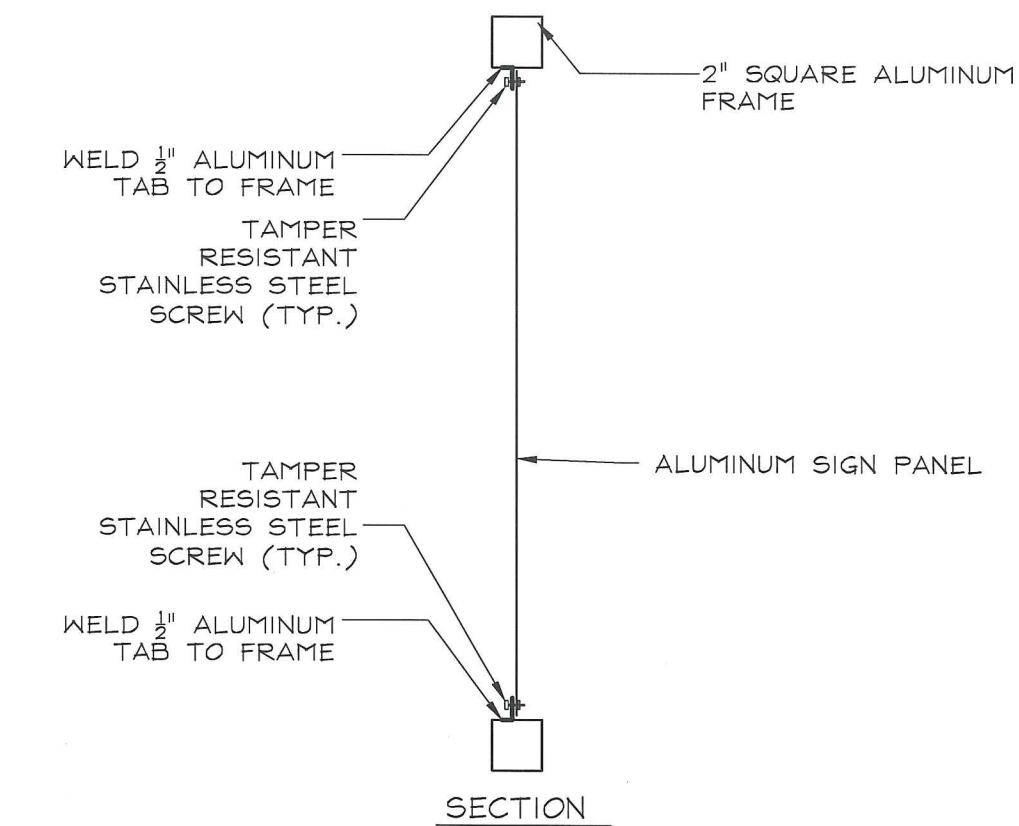 2" SQUARE ALUMINUM
FRAME
WELD ½" ALUMINUM
TAB TO FRAME
TAMPER
RESISTANT
STAINLESS STEEL
SCREW (TYP.)
TAMPER
RESISTANT
STAINLESS STEEL
SCREW (TYP.)
ALUMINUM SIGN PANEL
WELD ½" ALUMINUM
TAB TO FRAME
SECTION